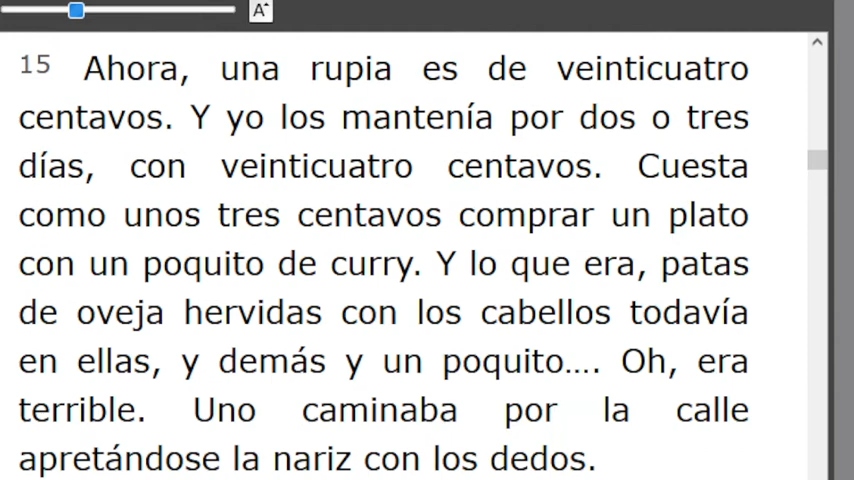 A
15 Ahora, una rupia es de veinticuatro
centavos. Y yo los mantenía por dos o tres
días, con veinticuatro centavos. Cuesta
como unos tres centavos comprar un plato
con un poquito de curry. Y lo que era, patas
de oveja hervidas con los cabellos todavía
en ellas, y demás y un poquito.... Oh, era
terrible. Uno caminaba por la calle
apretándose la nariz con los dedos.